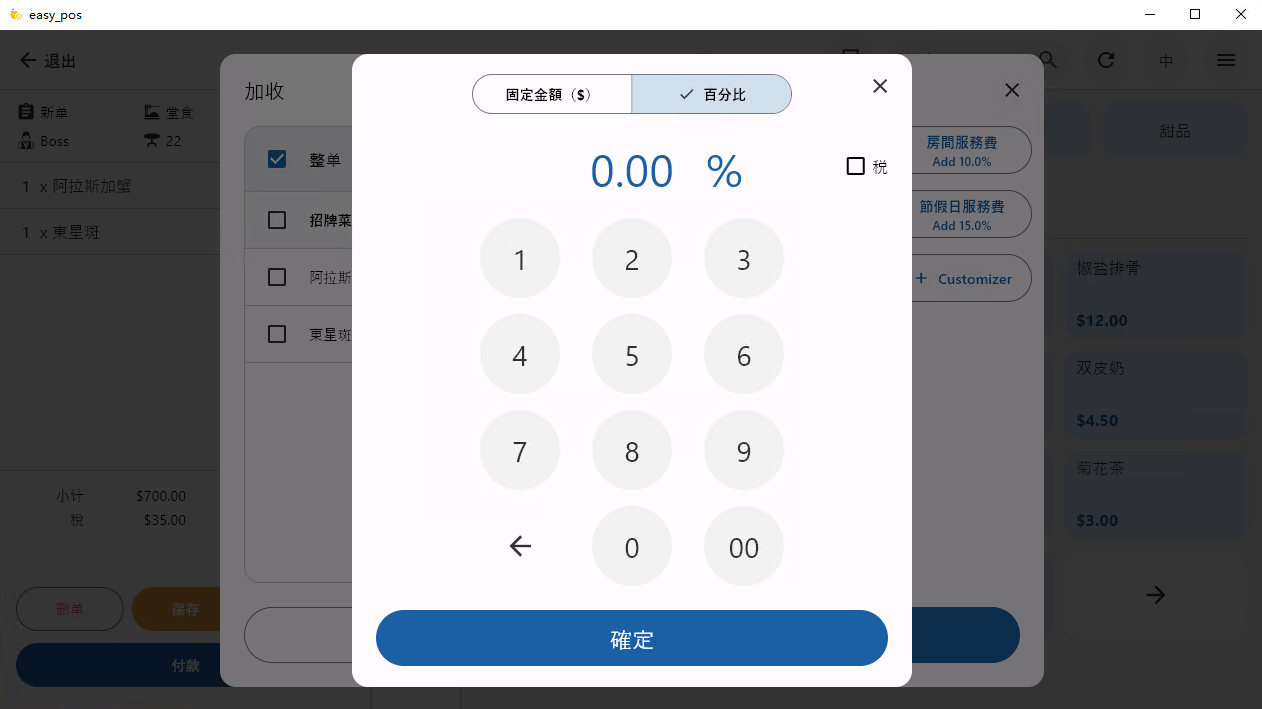 easy_pos
退出
中
新单
堂食
Boss
22
1 x 阿拉斯加蟹
1 x 東星斑
小计 $700.00
税 $35.00
刪单
保存
付款
加收
整单
招牌菜
阿拉斯
東星斑
固定金額（$）
百分比
0.00 %
税
1 2 3
4 5 6
7 8 9
0 00
確定
房間服務費
Add 10.0%
節假日服務費
Add 15.0%
+ Customizer
甜品
椒盐排骨
$12.00
双皮奶
$4.50
菊花茶
$3.00